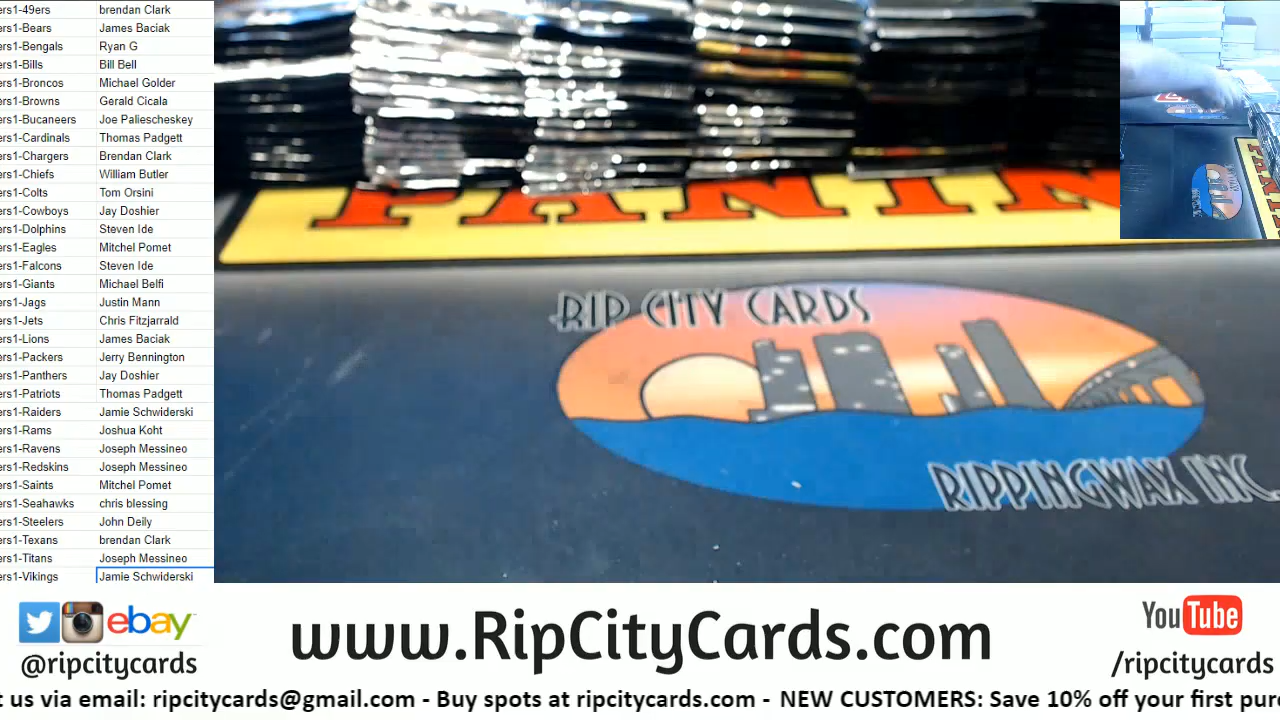 ers1-49ers brendan Clark
ers1-Bears James Baciak
ers1-Bengals Ryan G
ers1-Bills Bill Bell
ers1-Broncos Michael Golder
ers1-Browns Gerald Cicala
ers1-Bucaneers Joe Paliescheskey
ers1-Cardinals Thomas Padgett
ers1-Chargers Brendan Clark
ers1-Chiefs William Butler
ers1-Colts Tom Orsini
ers1-Cowboys Jay Doshier
ers1-Dolphins Steven Ide
ers1-Eagles Mitchel Pomet
ers1-Falcons Steven Ide
ers1-Giants Michael Belfi
ers1-Jags Justin Mann
ers1-Jets Chris Fitzjarrald
ers1-Lions James Baciak
ers1-Packers Jerry Bennington
ers1-Panthers Jay Doshier
ers1-Patriots Thomas Padgett
ers1-Raiders Jamie Schwiderski
ers1-Rams Joshua Koht
ers1-Ravens Joseph Messineo
ers1-Redskins Joseph Messineo
ers1-Saints Mitchel Pomet
ers1-Seahawks chris blessing
ers1-Steelers John Deily
ers1-Texans brendan Clark
ers1-Titans Joseph Messineo
ers1-Vikings Jamie Schwiderski
PANIN
RIP CITY CARDS
RIPPINGWAX INC.
ebay
@ripcitycards
www.RipCityCards.com
YouTube
/ripcitycards
t us via email: ripcitycards@gmail.com - Buy spots at ripcitycards.com - NEW CUSTOMERS: Save 10% off your first pur